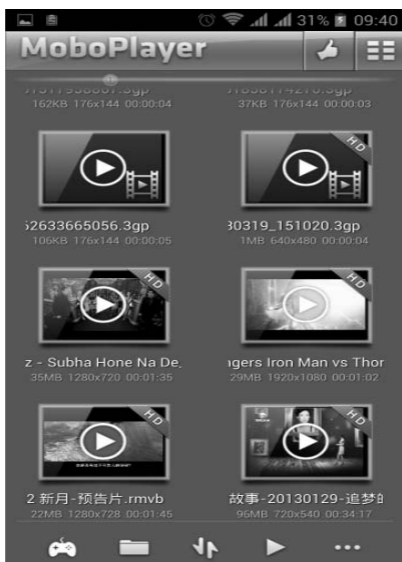 31% 09:40
MoboPlayer
162KB 176x144 00:00:04
37KB 176x144 00:00:03
52633665056.3gp
30319_151020.3gp
106KB 176x144 00:00:05
1MB 640x480 00:00:04
HD
HD
HD
z - Subha Hone Na De
ngers Iron Man vs Thor
35MB 1280x720 00:01:35
29MB 1920x1080 00:01:02
HD
HD
2 新月-预告片.rmvb
故事-20130129-追梦的
22MB 1280x728 00:01:45
96MB 720x540 00:34:17